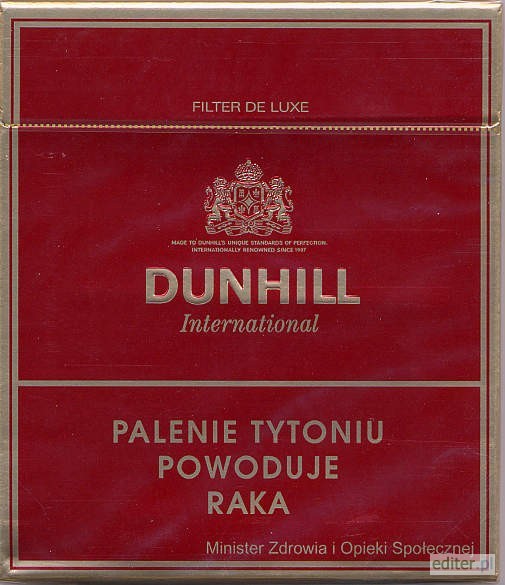 FILTER DE LUXE
MADE TO DUNHILL'S UNIQUE STANDARDS OF PERFECTION.
INTERNATIONALLY RENOWNED SINCE 1907
DUNHILL
International
PALENIE TYTONIU
POWODUJE
RAKA
Minister Zdrowia i Opieki Społecznej
editer.pl